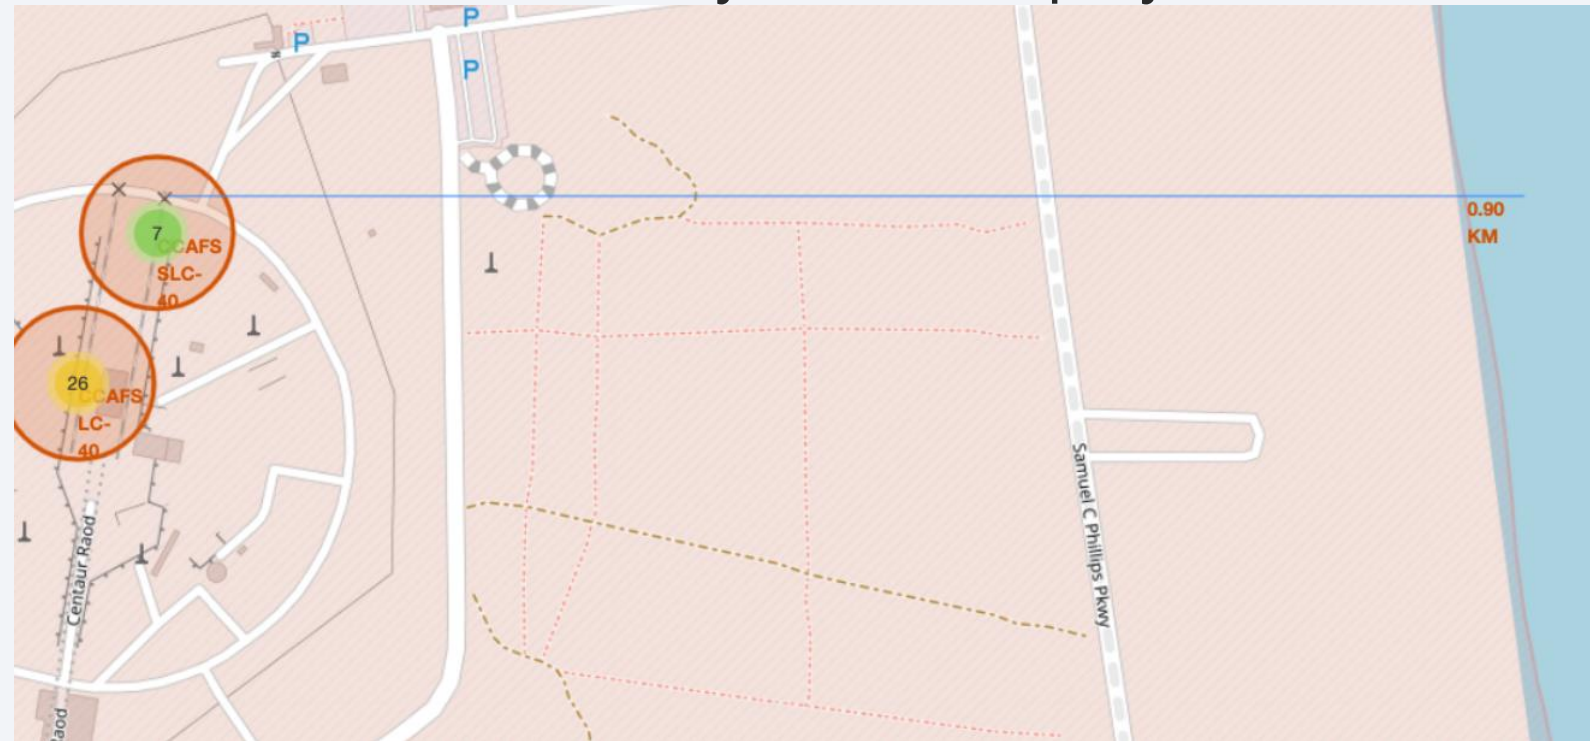 P
P
P
0.90
KM
7
CCAFS
SLC-
40
26
CCAFS
LC-
40
Samuel C Phillips Pkwy
Centaur Raod
Raod